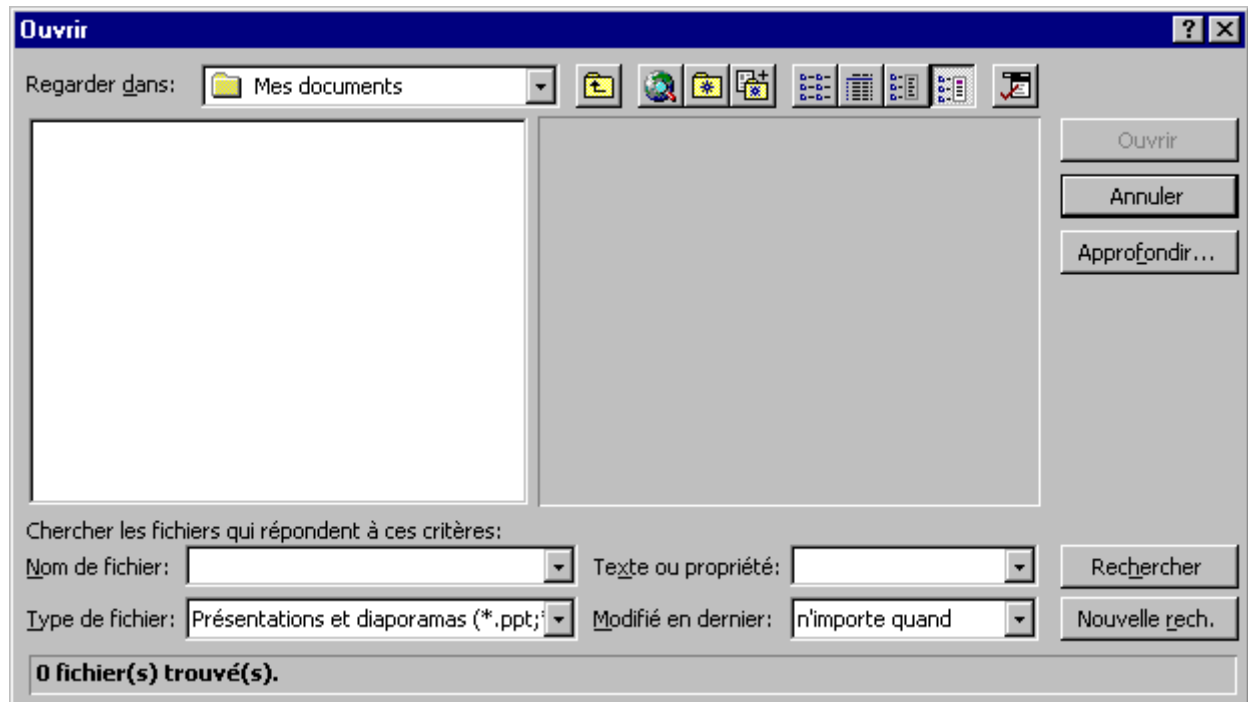 Ouvrir
Regarder dans: Mes documents
Ouvrir
Annuler
Approfondir...
Chercher les fichiers qui répondent à ces critères:
Nom de fichier: Texte ou propriété: Rechercher
Type de fichier: Présentations et diaporamas (*.ppt;* Modifié en dernier: n'importe quand Nouvelle rech.
0 fichier(s) trouvé(s).